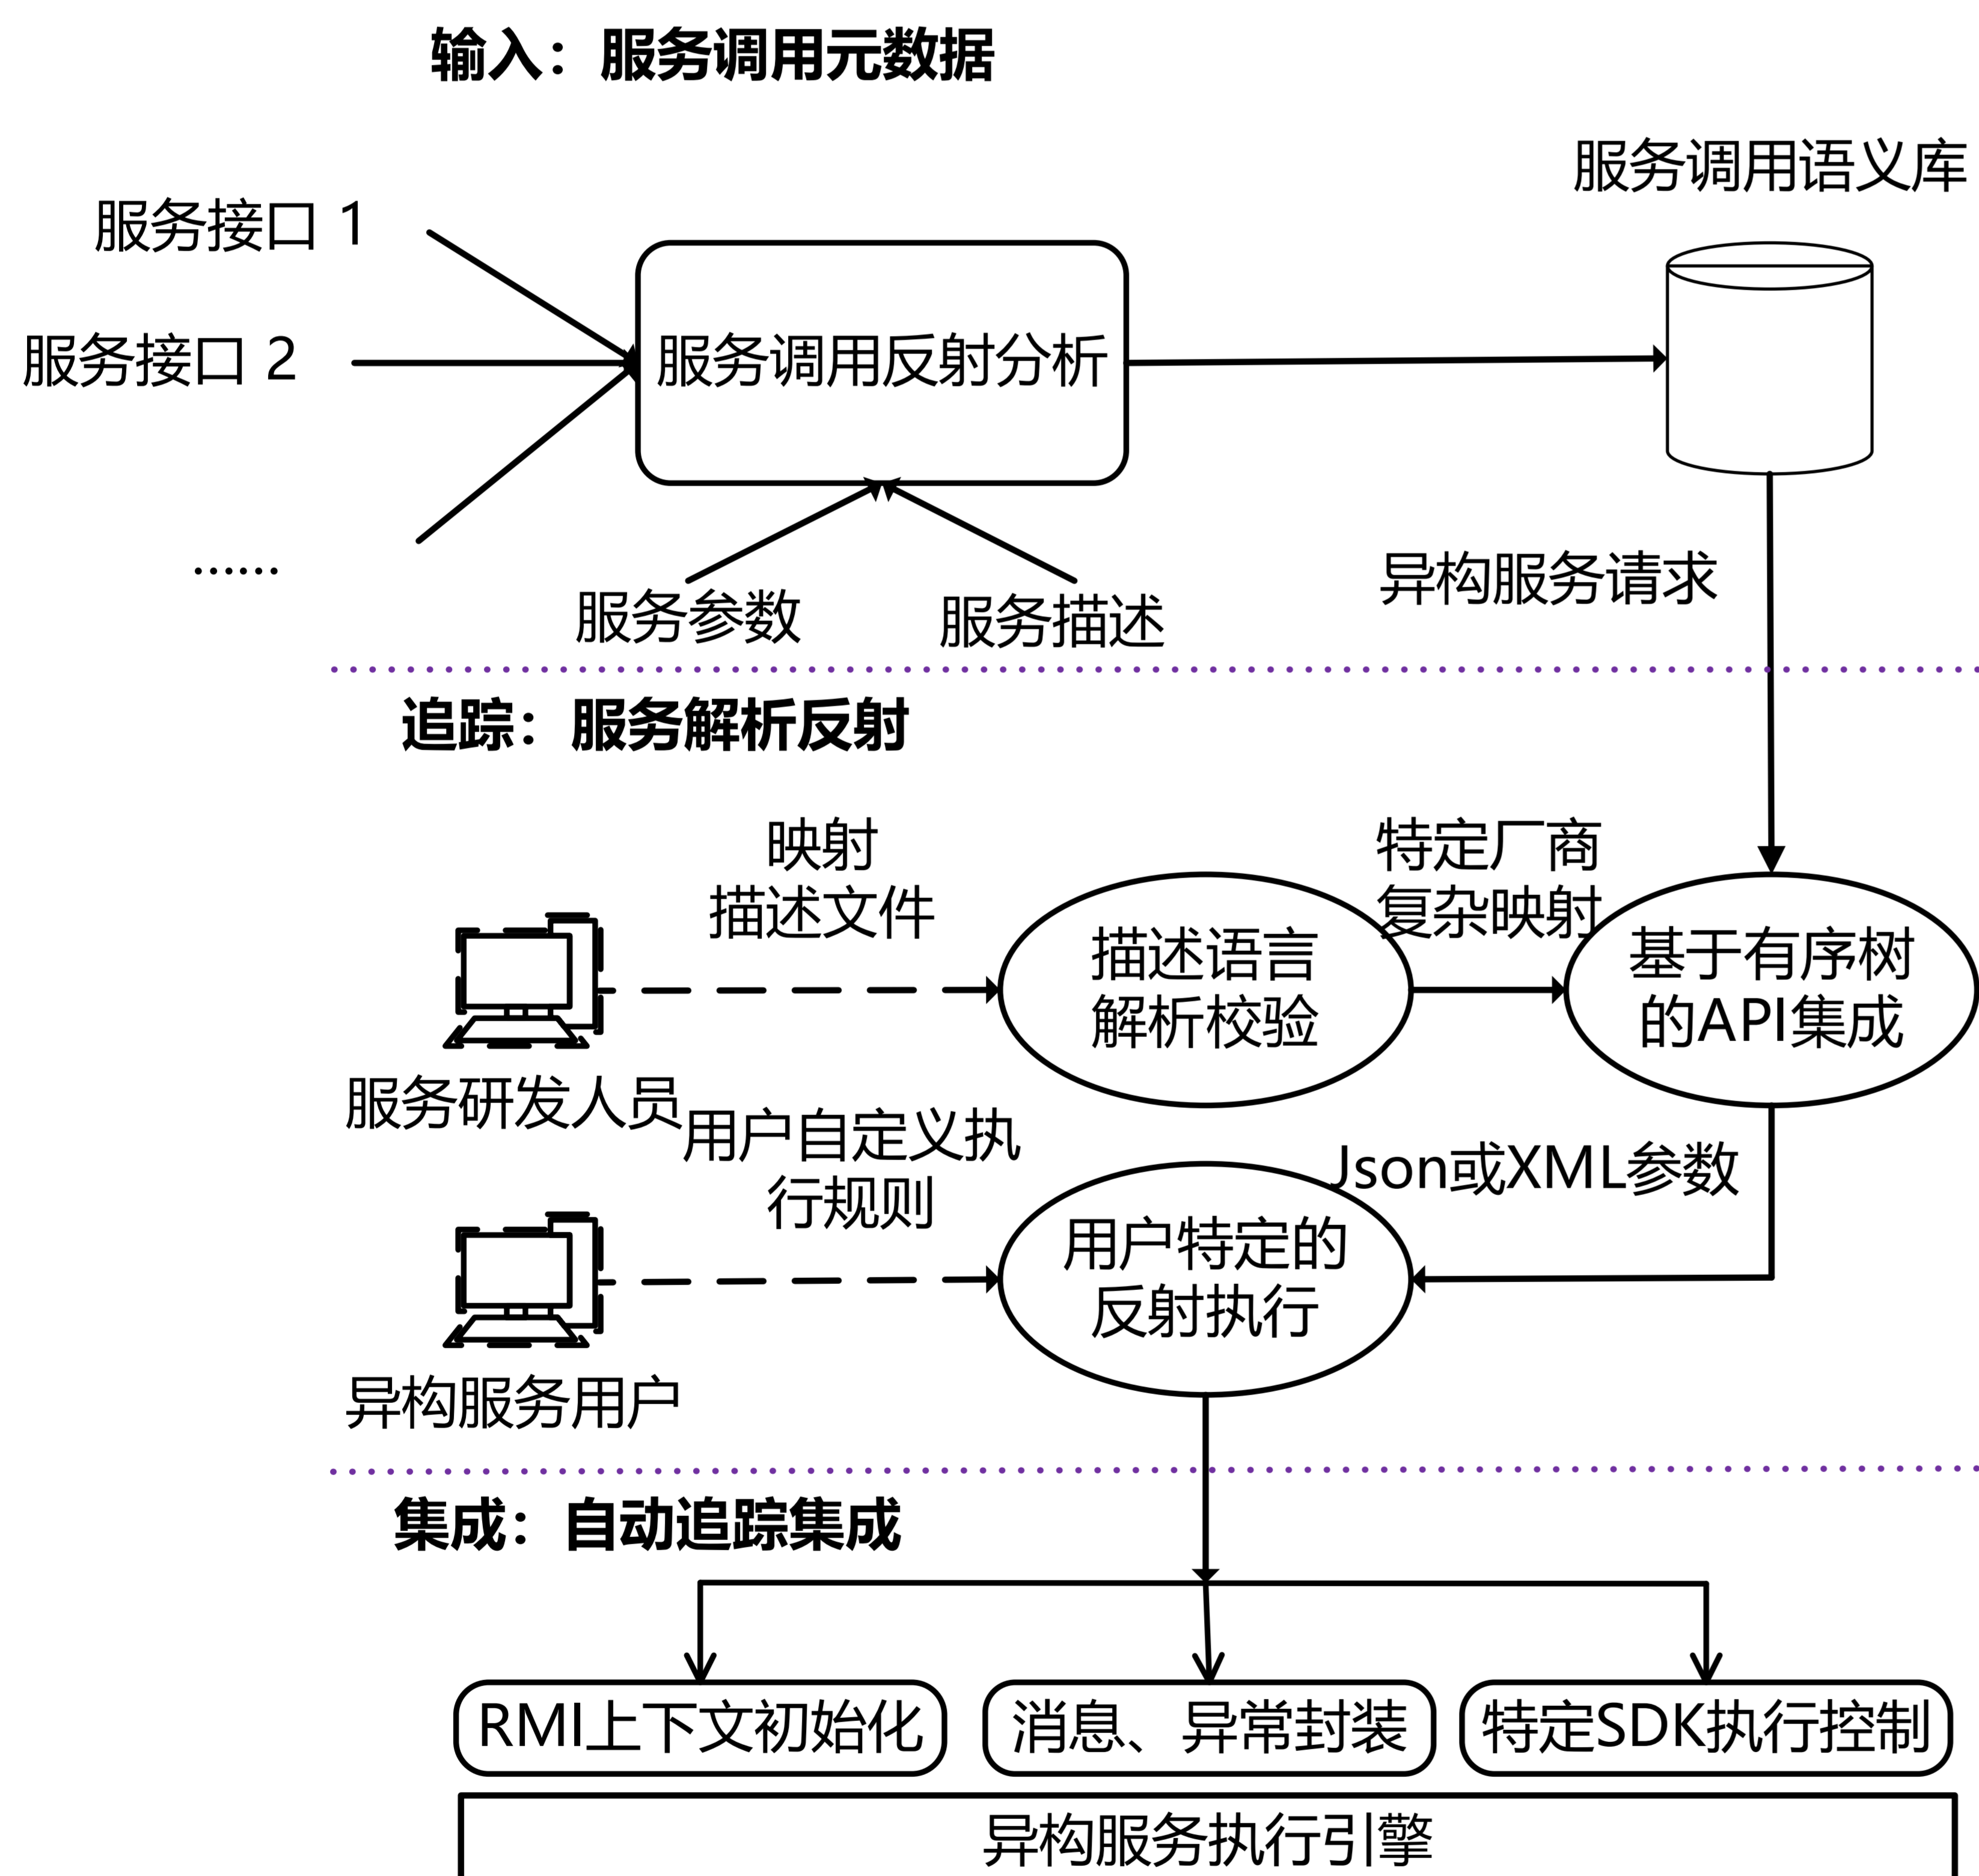 输入：服务调用元数据
服务调用语义库
服务接口 1
服务接口 2
服务调用反射分析
......
异构服务请求
服务参数
服务描述
追踪：服务解析反射
映射
描述文件
特定厂商
复杂映射
描述语言
解析校验
基于有序树
的API集成
服务研发人员
用户自定义执
行规则
Json或XML参数
用户特定的
反射执行
异构服务用户
集成：自动追踪集成
RMI上下文初始化
消息、异常封装
特定SDK执行控制
异构服务执行引擎